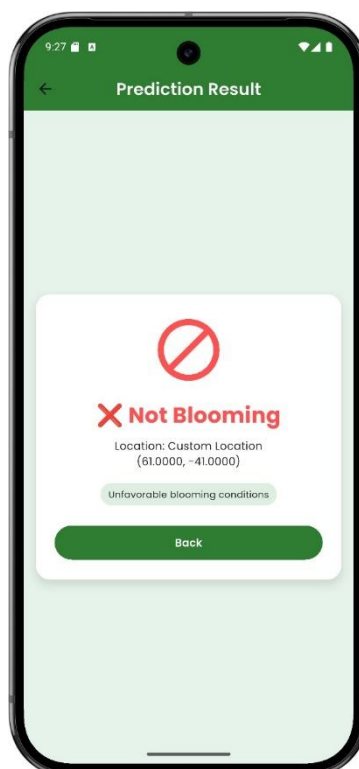 9:27
Prediction Result
❌ Not Blooming
Location: Custom Location
(61.0000, -41.0000)
Unfavorable blooming conditions
Back